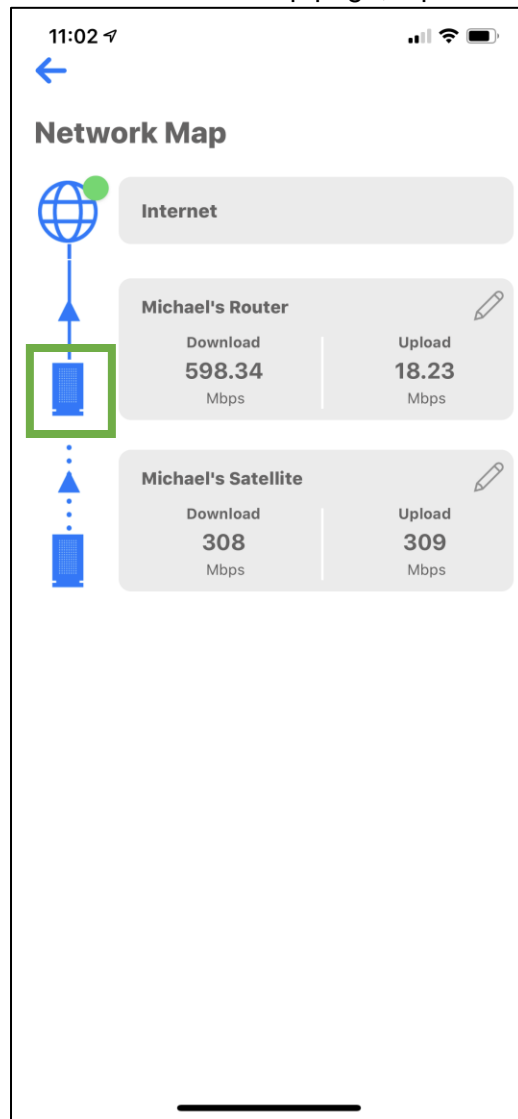 11:02
Network Map
Internet
Michael's Router
Download Upload
598.34 18.23
Mbps Mbps
Michael's Satellite
Download Upload
308 309
Mbps Mbps